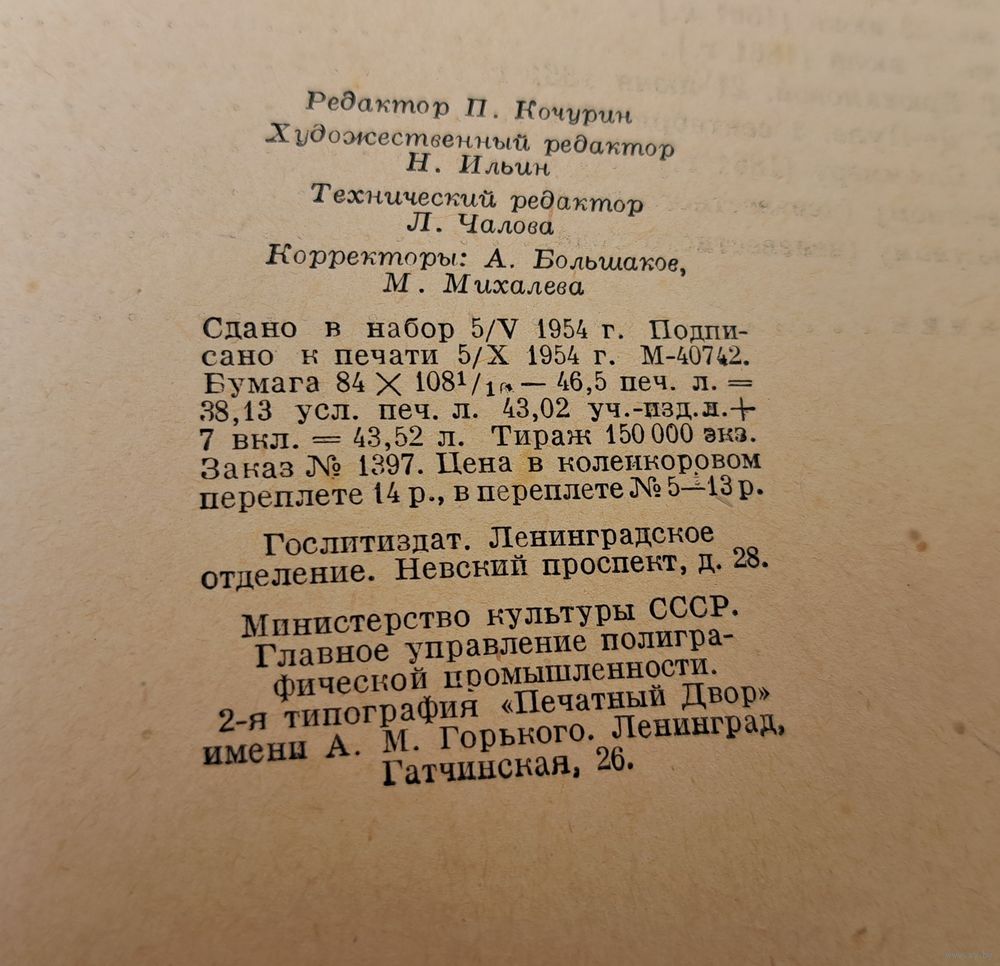 Редактор П. Кочурин
Художественный редактор
Н. Ильин
Технический редактор
Л. Чалова
Корректоры: А. Большаков,
М. Михалева
Сдано в набор 5/V 1954 г. Подпи-
сано к печати 5/X 1954 г. М-40742.
Бумага 84 × 108 — 46,5 печ. л. =
38,13 усл. печ. л. 43,02 уч.-изд.л.+
7 вкл. = 43,52 л. Тираж 150 000 экз.
Заказ № 1397. Цена в коленкоровом
переплете 14 р., в переплете № 5—13 р.
Гослитиздат. Ленинградское
отделение. Невский проспект, д. 28.
Министерство культуры СССР.
Главное управление полигра-
фической промышленности.
2-я типография «Печатный Двор»
имени А. М. Горького. Ленинград,
Гатчинская, 26.